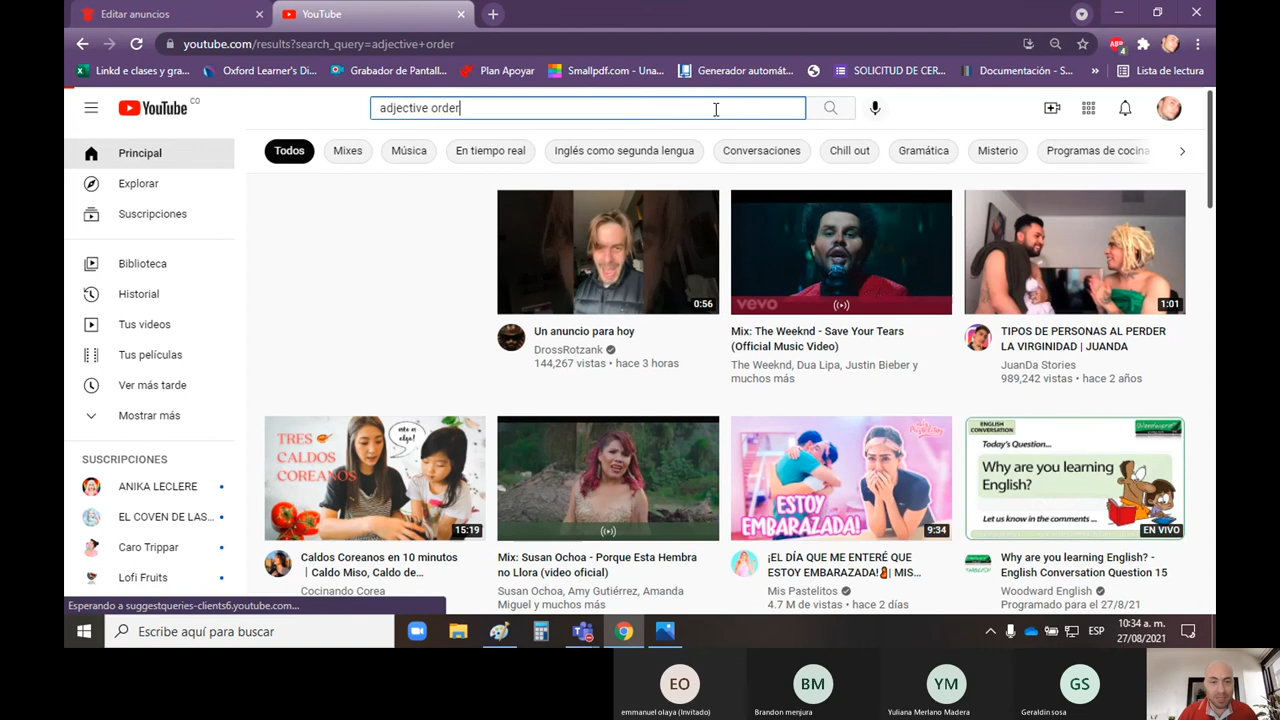 Editar anuncios
YouTube
youtube.com/results?search_query=adjective+order
ABP
4
Linkd e clases y gra...
Oxford Learner's Di...
Grabador de Pantall...
Plan Apoyar
Smallpdf.com - Una...
Generador automát...
SOLICITUD DE CER...
Documentación - S...
Lista de lectura
YouTube CO
adjective order
Todos
Mixes
Música
En tiempo real
Inglés como segunda lengua
Conversaciones
Chill out
Gramática
Misterio
Programas de cocina
Principal
Explorar
Suscripciones
Biblioteca
Historial
Tus videos
Tus películas
Ver más tarde
Mostrar más
SUSCRIPCIONES
ANIKA LECLERE
EL COVEN DE LAS...
Caro Trippar
Lofi Fruits
0:56
Un anuncio para hoy
DrossRotzank
144,267 vistas • hace 3 horas
vevo
Mix: The Weeknd - Save Your Tears
(Official Music Video)
The Weeknd, Dua Lipa, Justin Bieber y
muchos más
1:01
TIPOS DE PERSONAS AL PERDER
LA VIRGINIDAD | JUANDA
JuanDa Stories
989,242 vistas • hace 2 años
TRES
CALDOS
COREANOS
15:19
Caldos Coreanos en 10 minutos
| Caldo Miso, Caldo de...
Cocinando Corea
Mix: Susan Ochoa - Porque Esta Hembra
no Llora (video oficial)
Susan Ochoa, Amy Gutiérrez, Amanda
Miguel y muchos más
ESTOY
EMBARAZADA!
9:34
¡EL DÍA QUE ME ENTERÉ QUE
ESTOY EMBARAZADA! | MIS...
Mis Pastelitos
4.7 M de vistas • hace 2 días
ENGLISH
CONVERSATION
Today's Question...
Why are you learning
English?
Let us know in the comments ...
EN VIVO
Why are you learning English? -
English Conversation Question 15
Woodward English
Programado para el 27/8/21
Esperando a suggestqueries-clients6.youtube.com...
Escribe aquí para buscar
ESP
10:34 a. m.
27/08/2021
EO
emmanuel olaya (Invitado)
BM
Brandon menjura
YM
Yuliana Merlano Madera
GS
Geraldin sosa